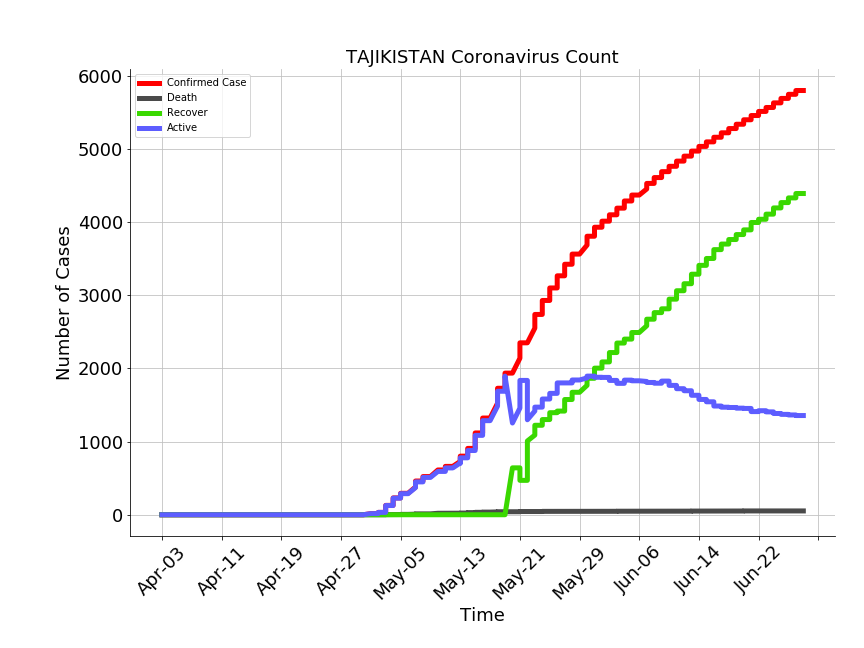 TAJIKISTAN Coronavirus Count
Confirmed Case
Death
Recover
Active
Number of Cases
6000
5000
4000
3000
2000
1000
0
Apr-03
Apr-11
Apr-19
Apr-27
May-05
May-13
May-21
May-29
Jun-06
Jun-14
Jun-22
Time